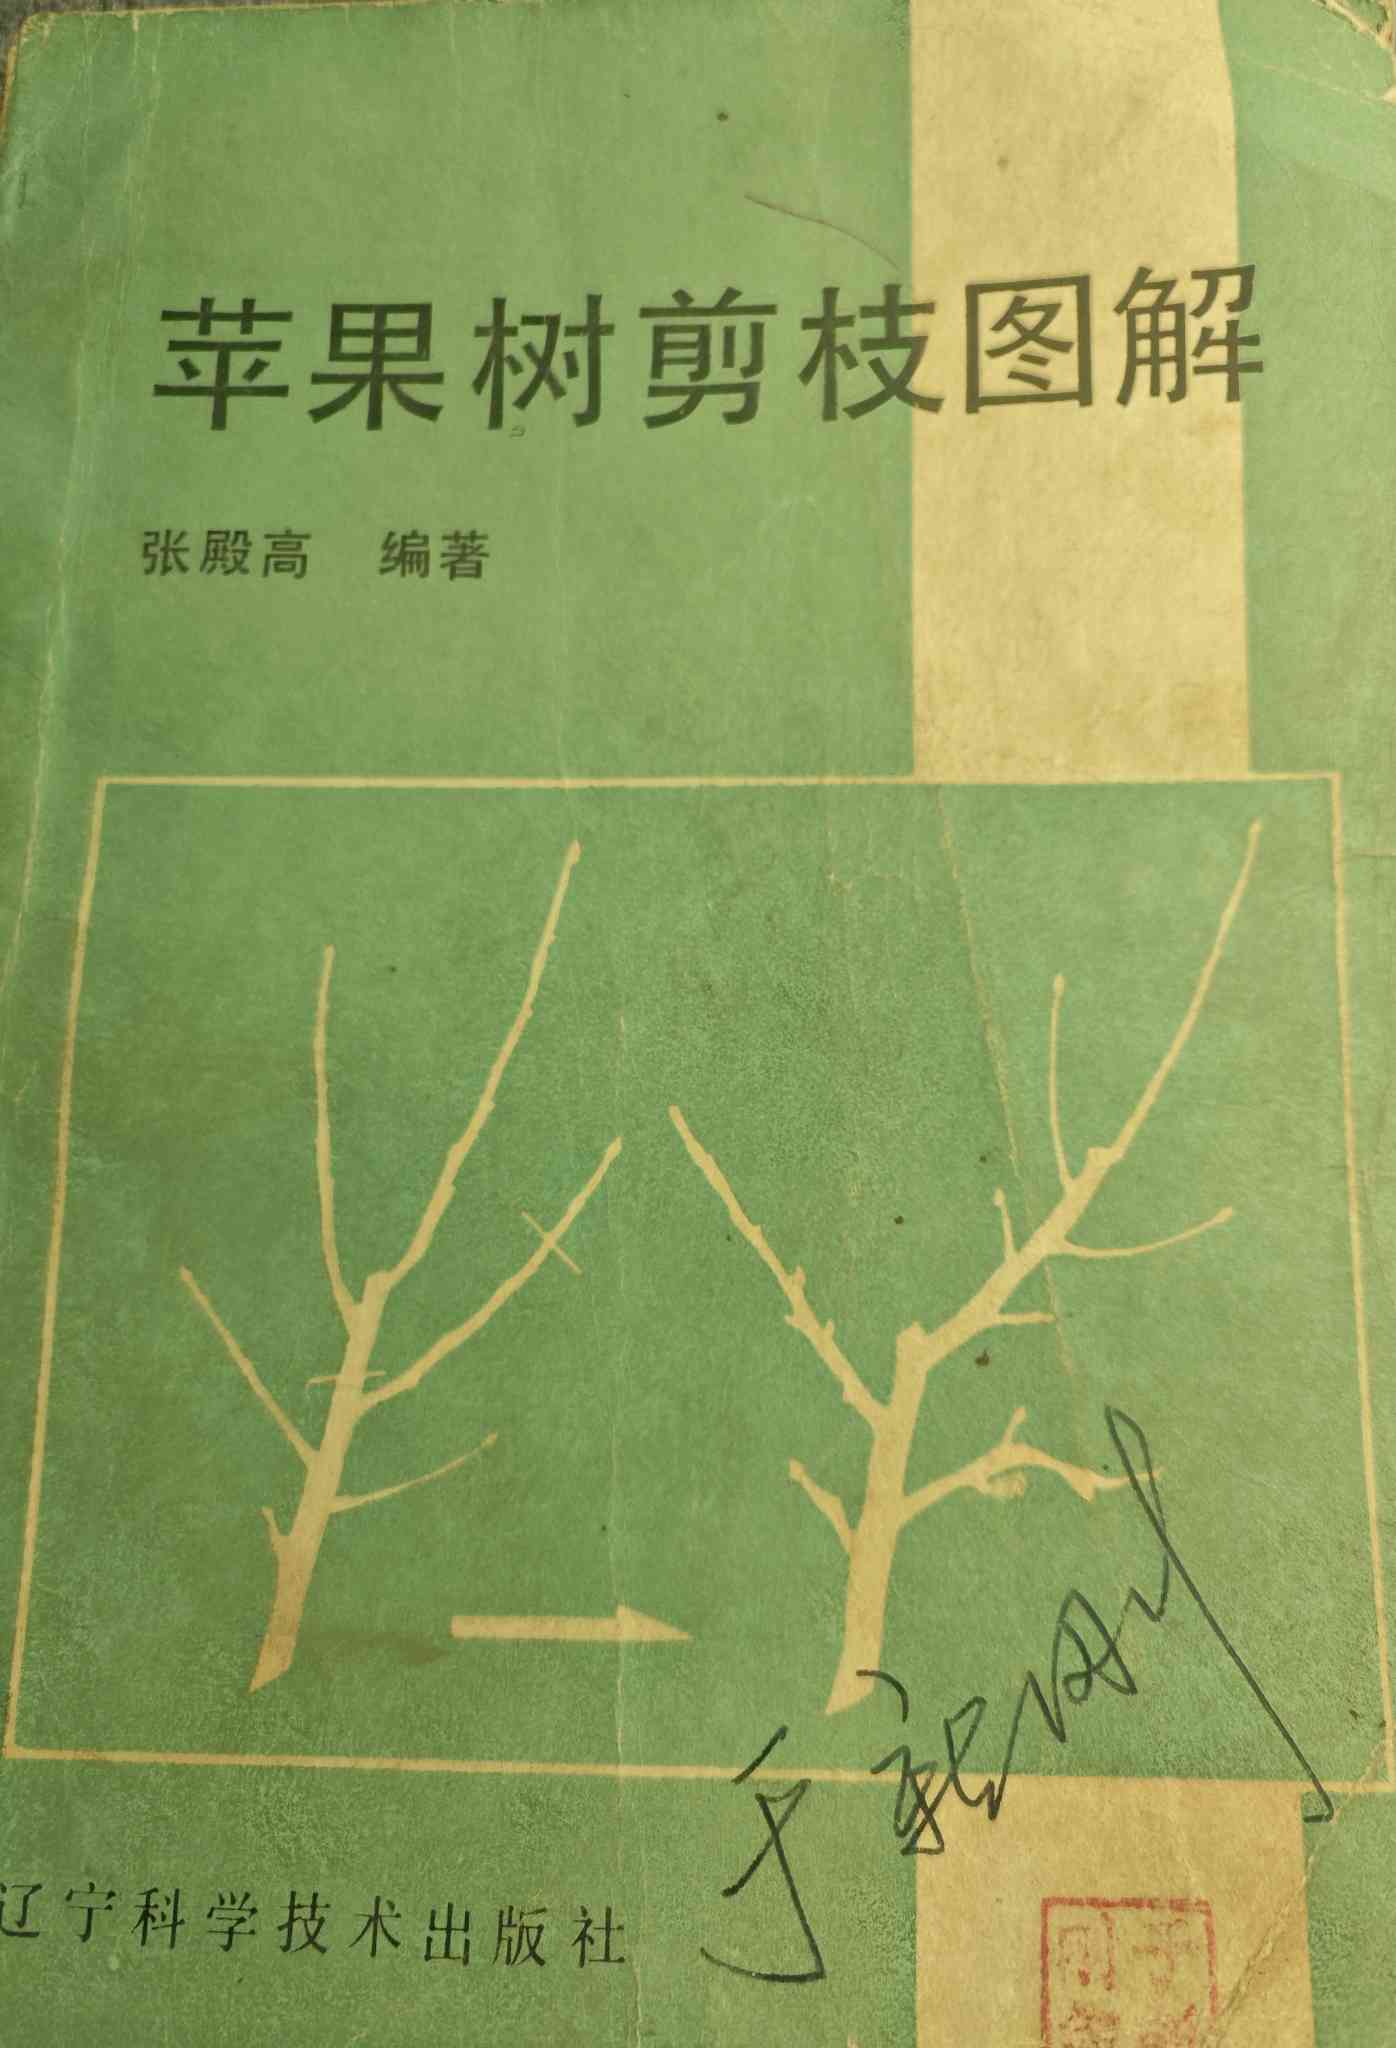 苹果树剪枝图解
张殿高 编著
辽宁科学技术出版社